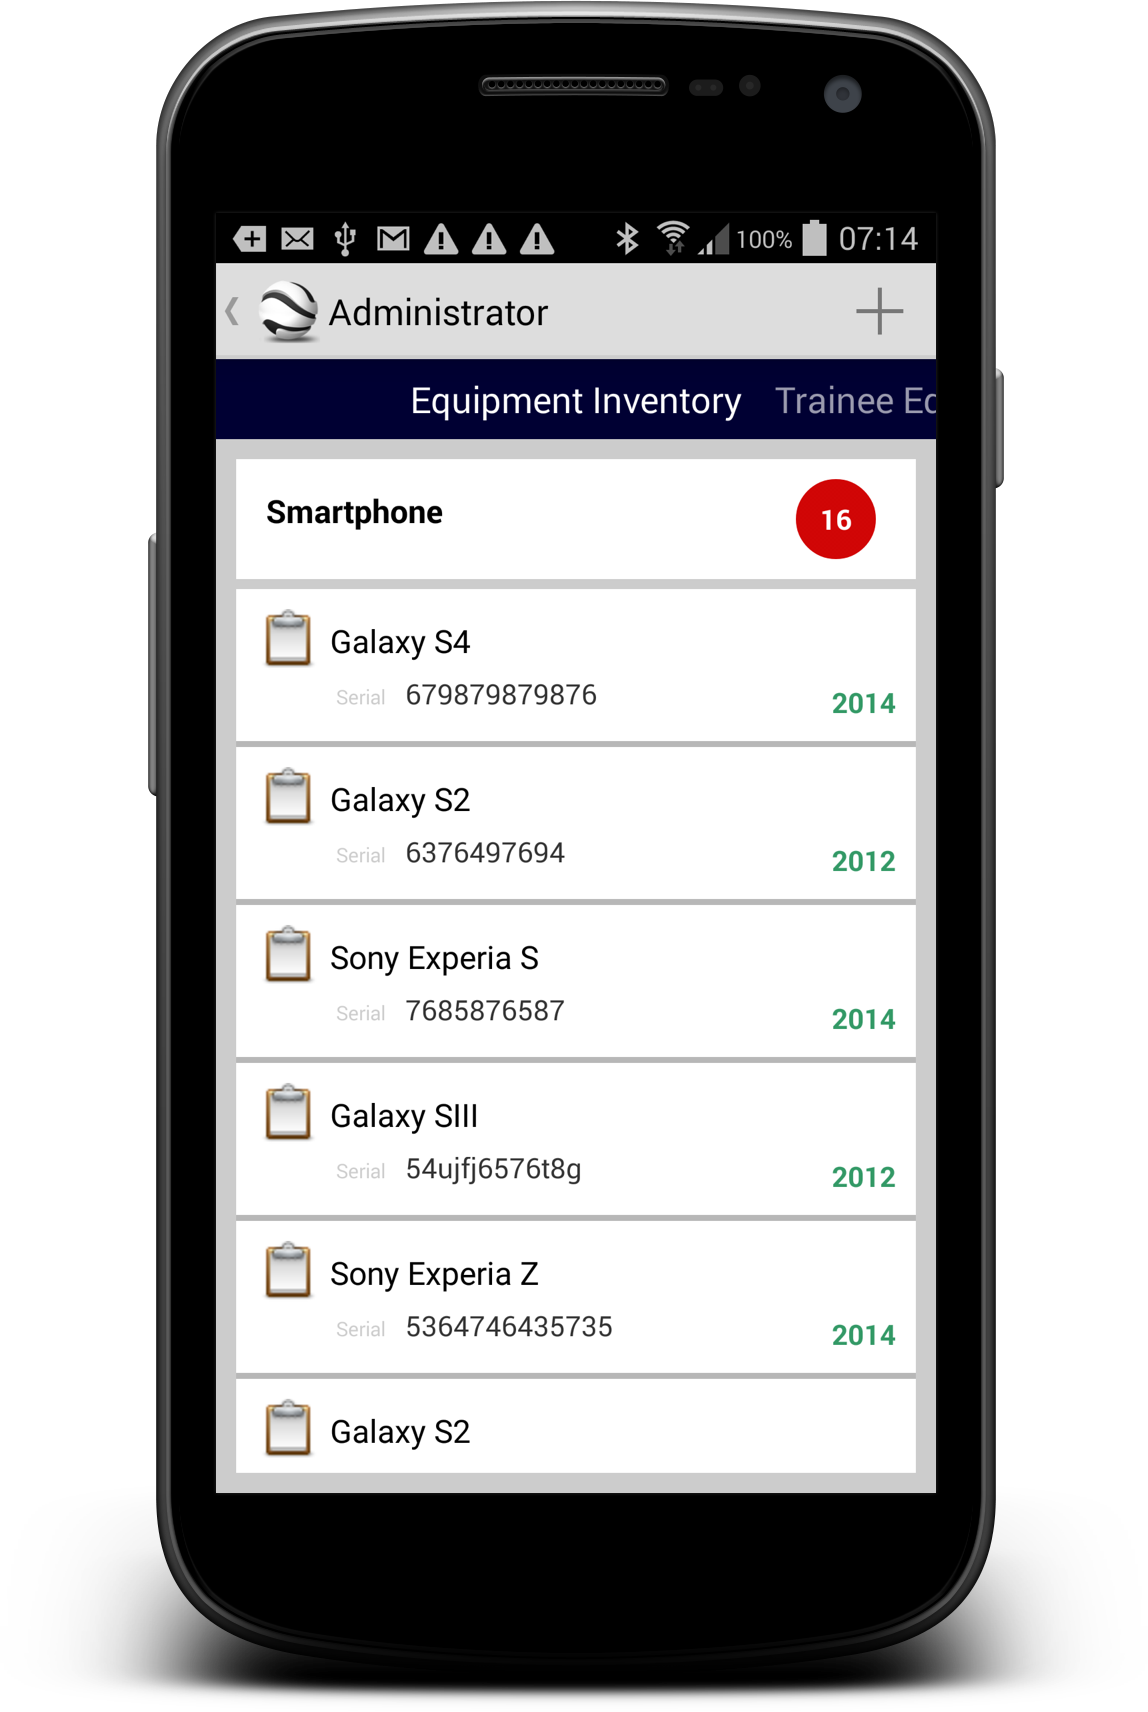 100% 07:14
Administrator
Equipment Inventory Trainee
Smartphone 16
Galaxy S4
Serial 679879879876 2014
Galaxy S2
Serial 6376497694 2012
Sony Experia S
Serial 7685876587 2014
Galaxy SIII
Serial 54ujfj6576t8g 2012
Sony Experia Z
Serial 5364746435735 2014
Galaxy S2